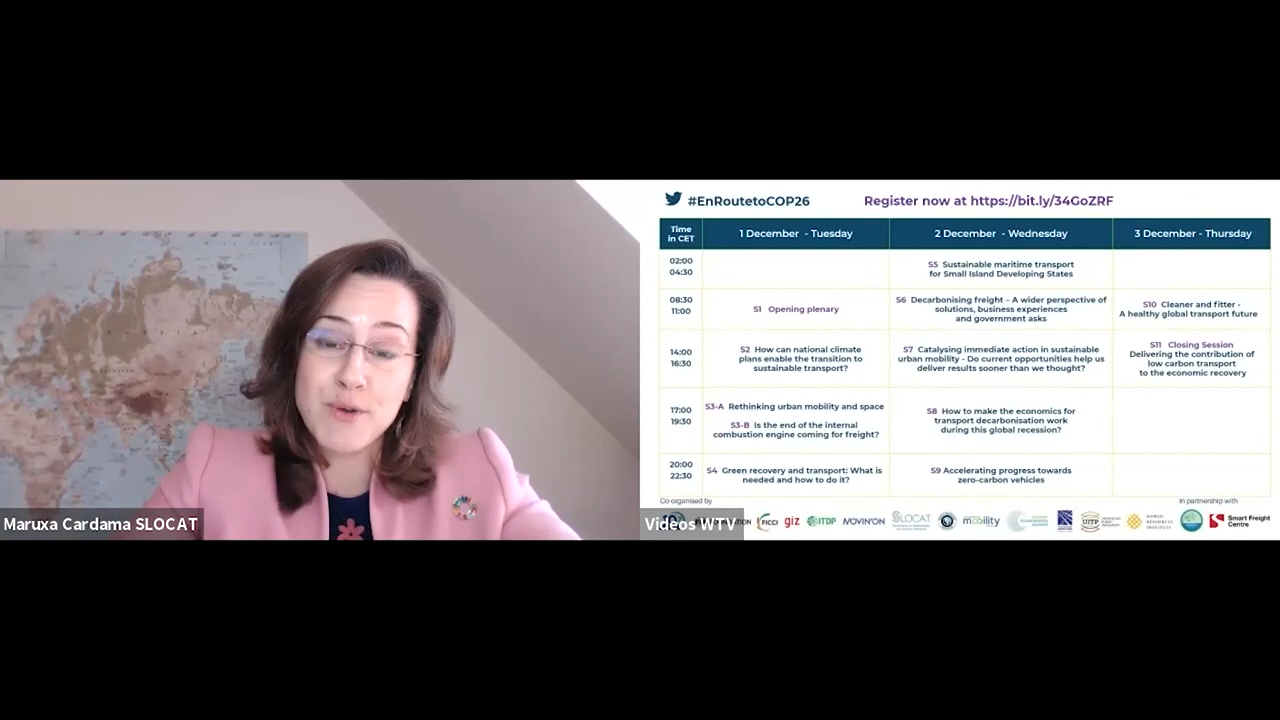 Maruxa Cardama SLOCAT
#EnRoutetoCOP26
Register now at https://bit.ly/34GoZRF
Time
in CET
1 December - Tuesday
2 December - Wednesday
3 December - Thursday
02:00
04:30
S5 Sustainable maritime transport
for Small Island Developing States
08:30
11:00
S1 Opening plenary
S6 Decarbonising freight – A wider perspective of
solutions, business experiences
and government asks
S10 Cleaner and fitter -
A healthy global transport future
14:00
16:30
S2 How can national climate
plans enable the transition to
sustainable transport?
S7 Catalysing immediate action in sustainable
urban mobility - Do current opportunities help us
deliver results sooner than we thought?
S11 Closing Session
Delivering the contribution of
low carbon transport
to the economic recovery
17:00
19:30
S3-A Rethinking urban mobility and space
S3-B Is the end of the internal
combustion engine coming for freight?
S8 How to make the economics for
transport decarbonisation work
during this global recession?
20:00
22:30
S4 Green recovery and transport: What is
needed and how to do it?
S9 Accelerating progress towards
zero-carbon vehicles
Co-organised by
In partnership with
Videos WTV
FICCI
giz
ITDP
MOVIN'ON
SLOCAT
mobility
UITP
WORLD
RESOURCES
INSTITUTE
Smart Freight
Centre